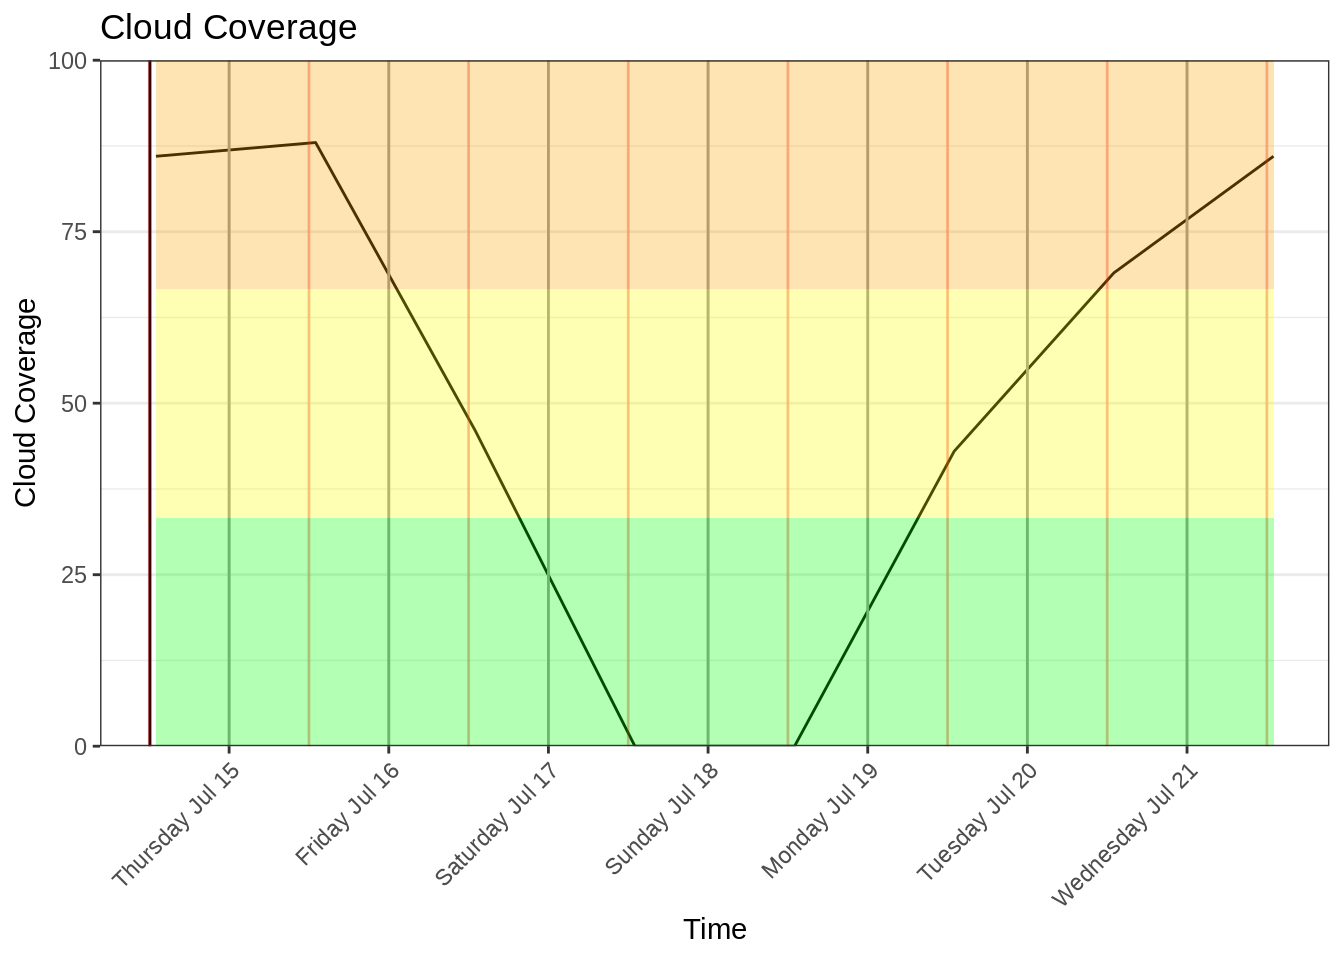 Cloud Coverage
100
75
50
25
0
Cloud Coverage
Thursday Jul 15
Friday Jul 16
Saturday Jul 17
Sunday Jul 18
Monday Jul 19
Tuesday Jul 20
Wednesday Jul 21
Time